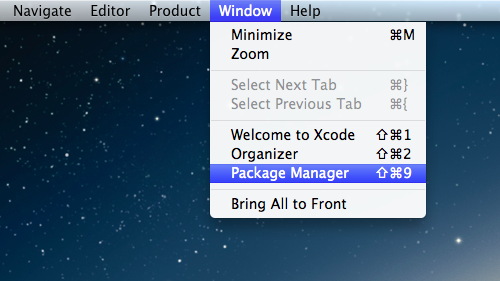 Navigate Editor Product Window Help
Minimize ⌘M
Zoom
Select Next Tab ⌘}
Select Previous Tab ⌘{
Welcome to Xcode ⇧⌘1
Organizer ⇧⌘2
Package Manager ⇧⌘9
Bring All to Front